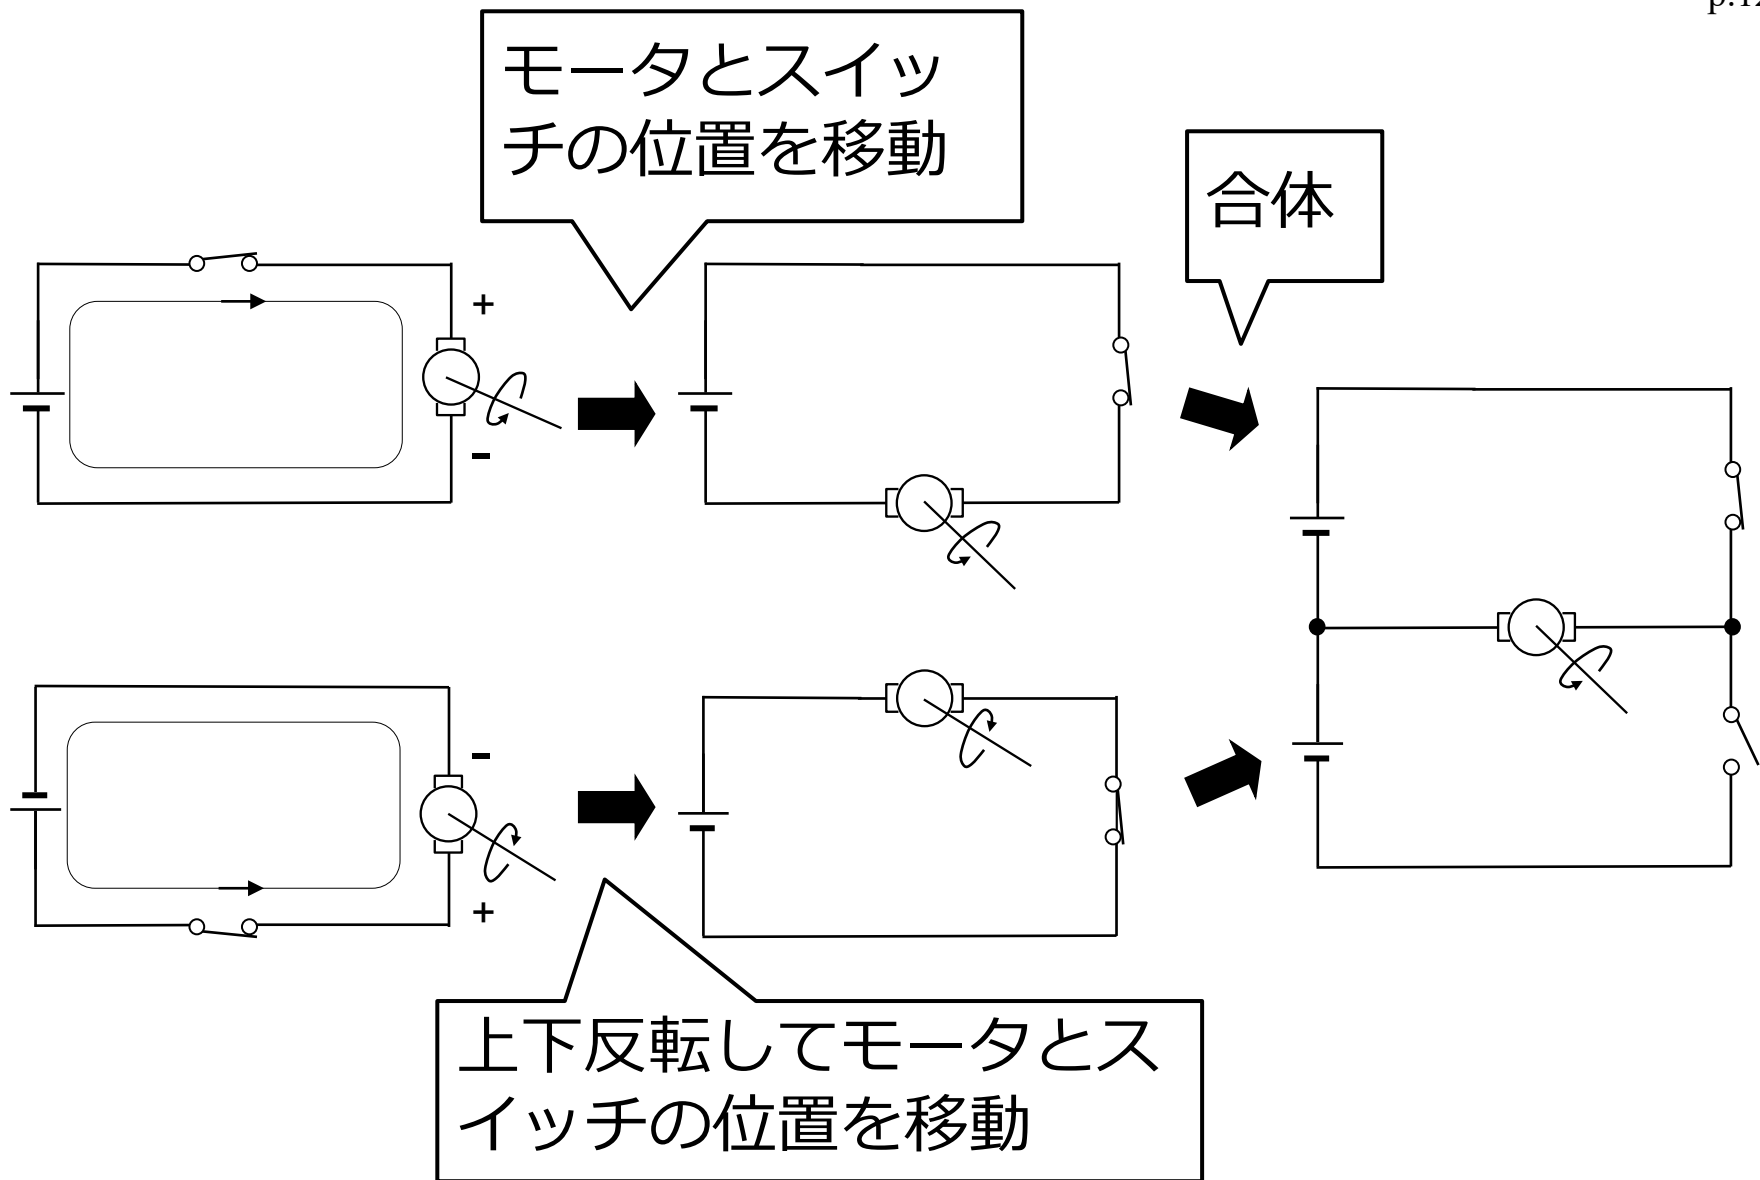 モータとスイッ
チの位置を移動
合体
+
-
-
+
上下反転してモータとス
イッチの位置を移動